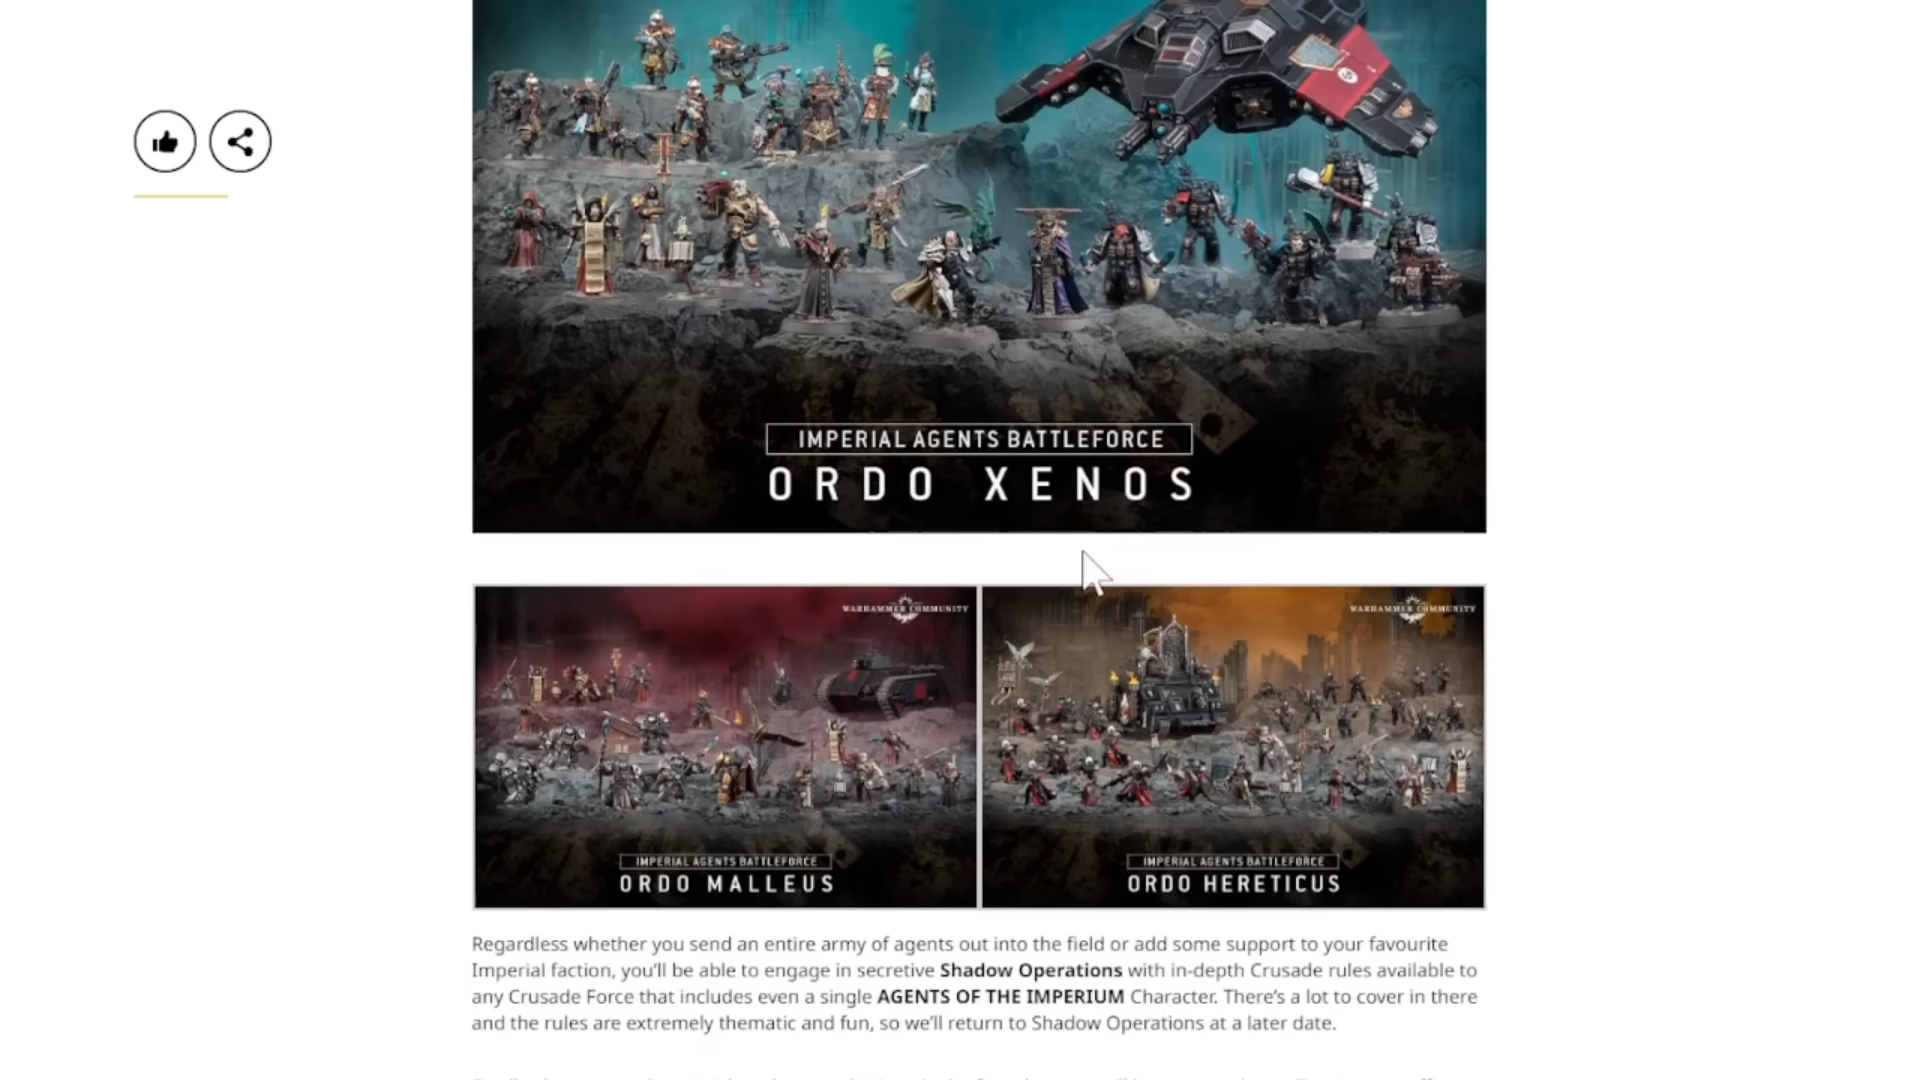 IMPERIAL AGENTS BATTLEFORCE
ORDO XENOS
WARHAMMER COMMUNITY
WARHAMMER COMMUNITY
IMPERIAL AGENTS BATTLEFORCE
ORDO MALLEUS
IMPERIAL AGENTS BATTLEFORCE
ORDO HERETICUS
Regardless whether you send an entire army of agents out into the field or add some support to your favourite
Imperial faction, you'll be able to engage in secretive Shadow Operations with in-depth Crusade rules available to
any Crusade Force that includes even a single AGENTS OF THE IMPERIUM Character. There's a lot to cover in there
and the rules are extremely thematic and fun, so we'll return to Shadow Operations at a later date.